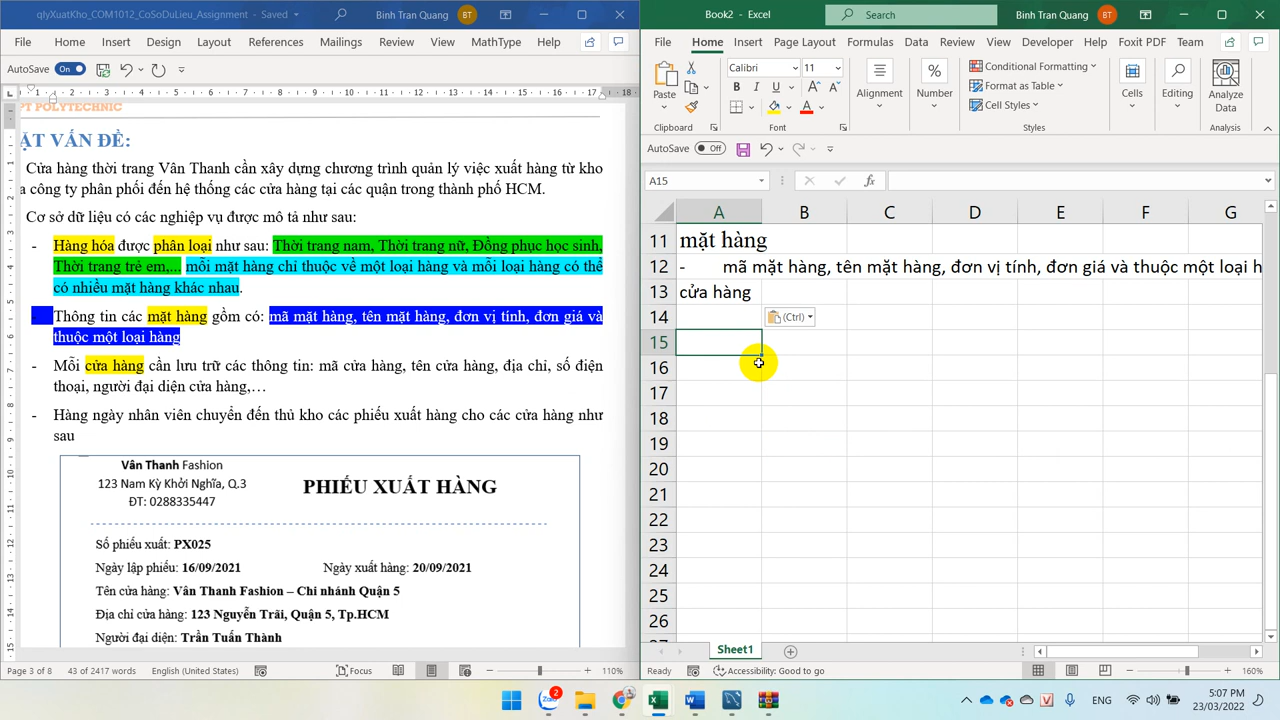 qlyXuatKho_COM1012_CoSoDuLieu_Assignment - Saved
Binh Tran Quang
BT
File Home Insert Design Layout References Mailings Review View MathType Help
AutoSave On
PT POLYTECHNIC
ẶT VẤN ĐỀ:
Cửa hàng thời trang Vân Thanh cần xây dựng chương trình quản lý việc xuất hàng từ kho
a công ty phân phối đến hệ thống các cửa hàng tại các quận trong thành phố HCM.
Cơ sở dữ liệu có các nghiệp vụ được mô tả như sau:
- Hàng hóa được phân loại như sau: Thời trang nam, Thời trang nữ, Đồng phục học sinh,
Thời trang trẻ em,... mỗi mặt hàng chỉ thuộc về một loại hàng và mỗi loại hàng có thể
có nhiều mặt hàng khác nhau.
Thông tin các mặt hàng gồm có: mã mặt hàng, tên mặt hàng, đơn vị tính, đơn giá và
thuộc một loại hàng
- Mỗi cửa hàng cần lưu trữ các thông tin: mã cửa hàng, tên cửa hàng, địa chỉ, số điện
thoại, người đại diện cửa hàng,…
- Hàng ngày nhân viên chuyển đến thủ kho các phiếu xuất hàng cho các cửa hàng như
sau
Vân Thanh Fashion
123 Nam Kỳ Khởi Nghĩa, Q.3
ĐT: 0288335447
PHIẾU XUẤT HÀNG
Số phiếu xuất: PX025
Ngày lập phiếu: 16/09/2021 Ngày xuất hàng: 20/09/2021
Tên cửa hàng: Vân Thanh Fashion – Chi nhánh Quận 5
Địa chỉ cửa hàng: 123 Nguyễn Trãi, Quận 5, Tp.HCM
Người đại diện: Trần Tuấn Thành
Page 3 of 8 43 of 2417 words English (United States) Focus 110%
Book2 - Excel
Search
Binh Tran Quang
BT
File Home Insert Page Layout Formulas Data Review View Developer Help Foxit PDF Team
Paste
Clipboard
Calibri 11
B I U
Font
Alignment
Number
Conditional Formatting
Format as Table
Cell Styles
Styles
Cells
Editing
Analyze
Data
Analysis
AutoSave Off
A15
fx
A B C D E F G
11 mặt hàng
12 - mã mặt hàng, tên mặt hàng, đơn vị tính, đơn giá và thuộc một loại h
13 cửa hàng
14 (Ctrl)
15
16
17
18
19
20
21
22
23
24
25
26
Sheet1
Ready Accessibility: Good to go 160%
2
ENG
5:07 PM
23/03/2022